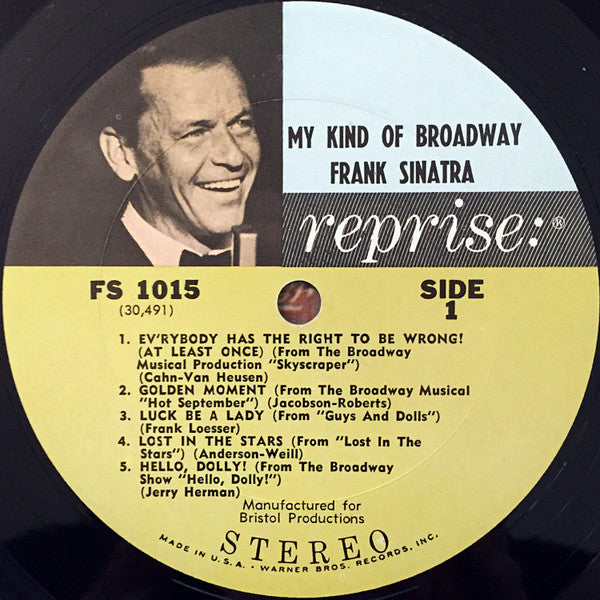 MY KIND OF BROADWAY
FRANK SINATRA
reprise:®
FS 1015
(30,491)
SIDE
1
1. EV'RYBODY HAS THE RIGHT TO BE WRONG!
(AT LEAST ONCE) (From The Broadway
Musical Production "Skyscraper")
(Cahn-Van Heusen)
2. GOLDEN MOMENT (From The Broadway Musical
"Hot September") (Jacobson-Roberts)
3. LUCK BE A LADY (From "Guys And Dolls")
(Frank Loesser)
4. LOST IN THE STARS (From "Lost In The
Stars") (Anderson-Weill)
5. HELLO, DOLLY! (From The Broadway
Show "Hello, Dolly!")
(Jerry Herman)
Manufactured for
Bristol Productions
STEREO
MADE IN U.S.A. • WARNER BROS. RECORDS, INC.